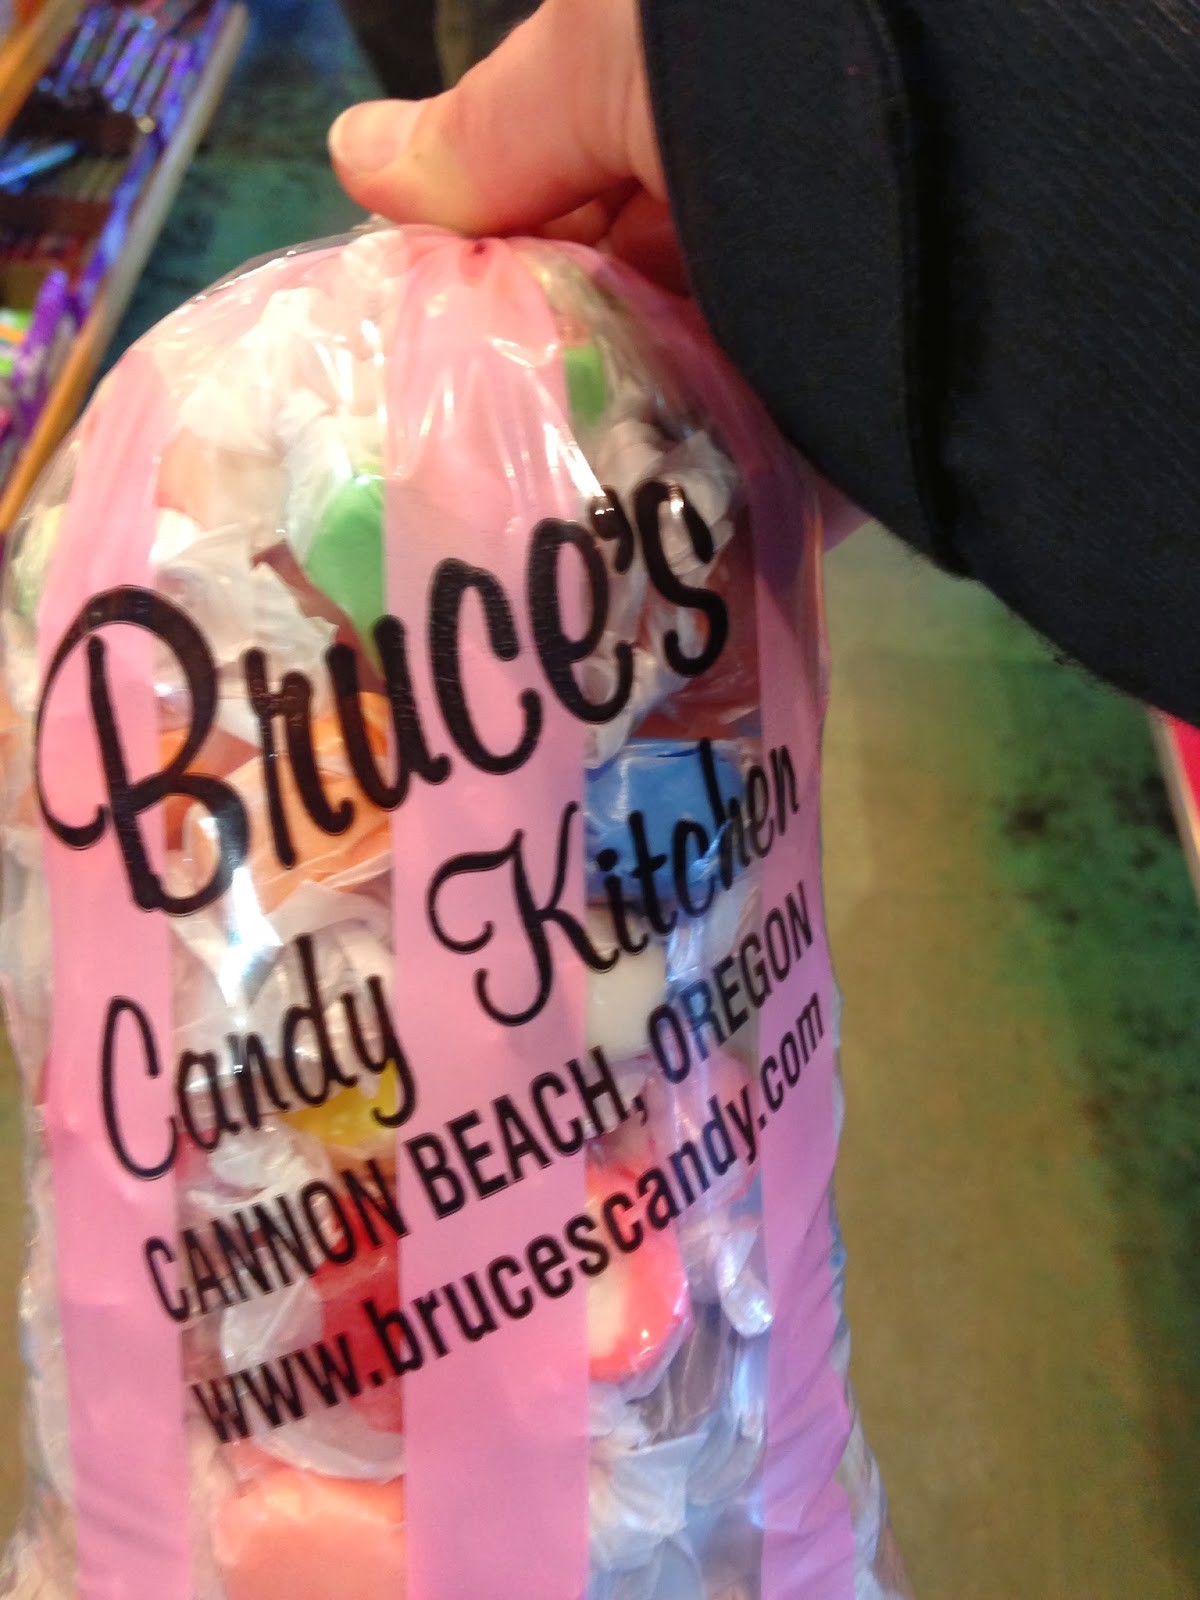 Bruce's
Candy Kitchen
CANNON BEACH, OREGON
www.brucescandy.com